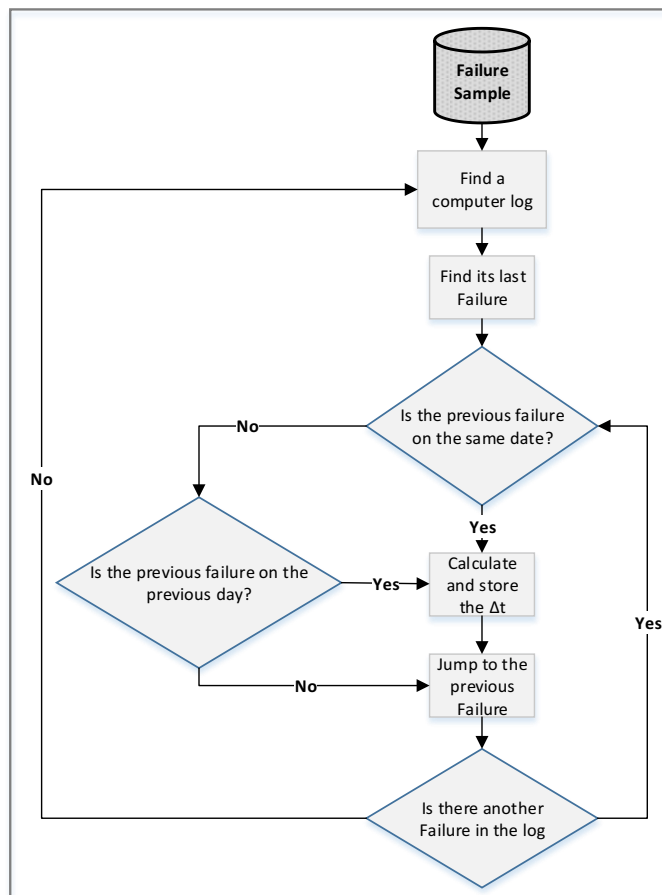 Failure
Sample
Find a
computer log
Find its last
Failure
Is the previous failure
on the same date?
No
No
Yes
Is the previous failure on the
previous day?
Yes
Calculate
and store
the Δt
Yes
No
Jump to the
previous
Failure
Is there another
Failure in the log